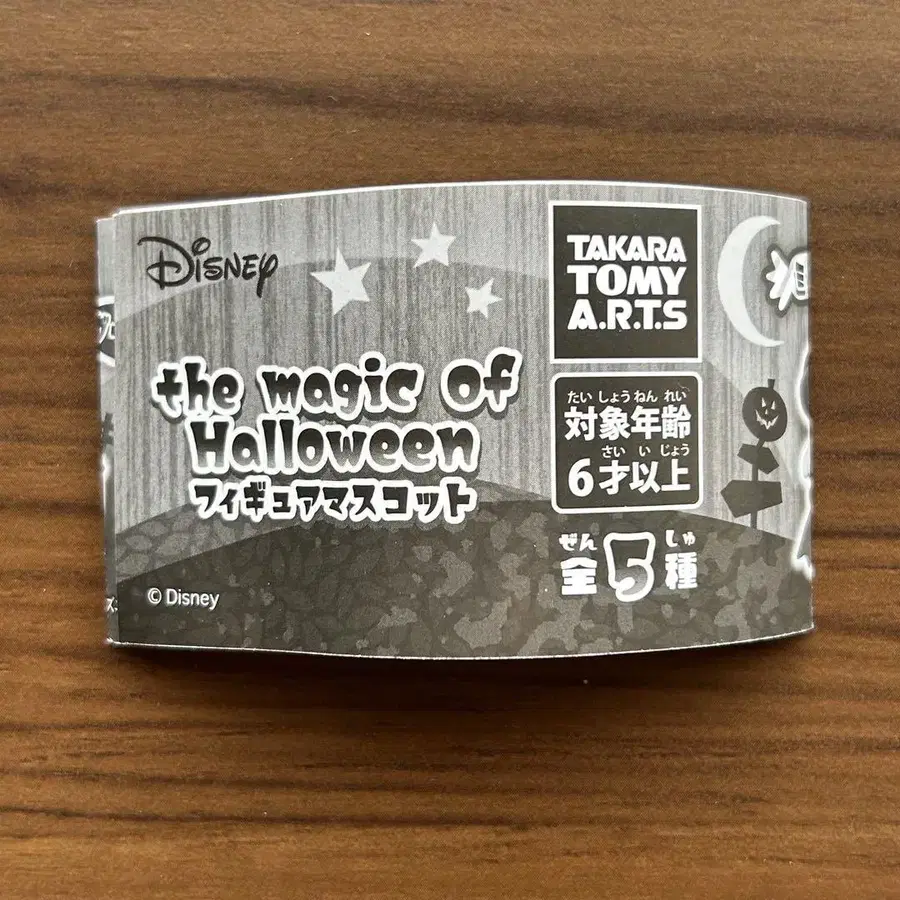 Disney
the magic of
Halloween
フィギュアマスコット
© Disney
TAKARA
TOMY
A.R.T.S
たいしょうねんれい
対象年齢
さいいじょう
6才以上
ぜん しゅ
全5種